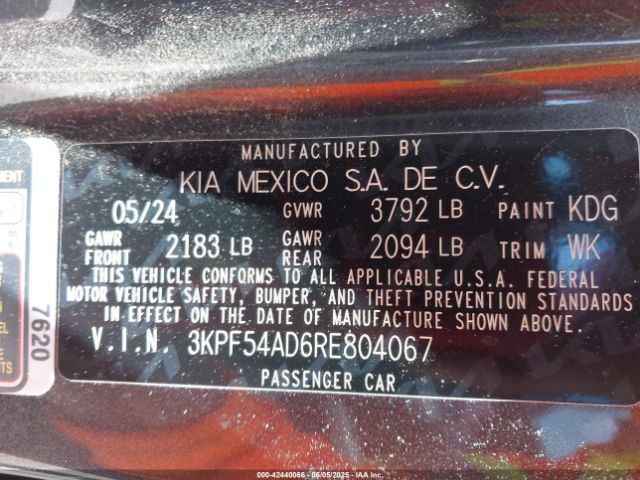 MANUFACTURED BY
KIA MEXICO S.A. DE C.V.
05/24 GVWR 3792 LB PAINT KDG
GAWR FRONT 2183 LB GAWR REAR 2094 LB TRIM WK
THIS VEHICLE CONFORMS TO ALL APPLICABLE U.S.A. FEDERAL
MOTOR VEHICLE SAFETY, BUMPER, AND THEFT PREVENTION STANDARDS
IN EFFECT ON THE DATE OF MANUFACTURE SHOWN ABOVE.
V.I.N. 3KPF54AD6RE804067
PASSENGER CAR
7620
000-42440066 - 06/05/2025 - IAAI.com